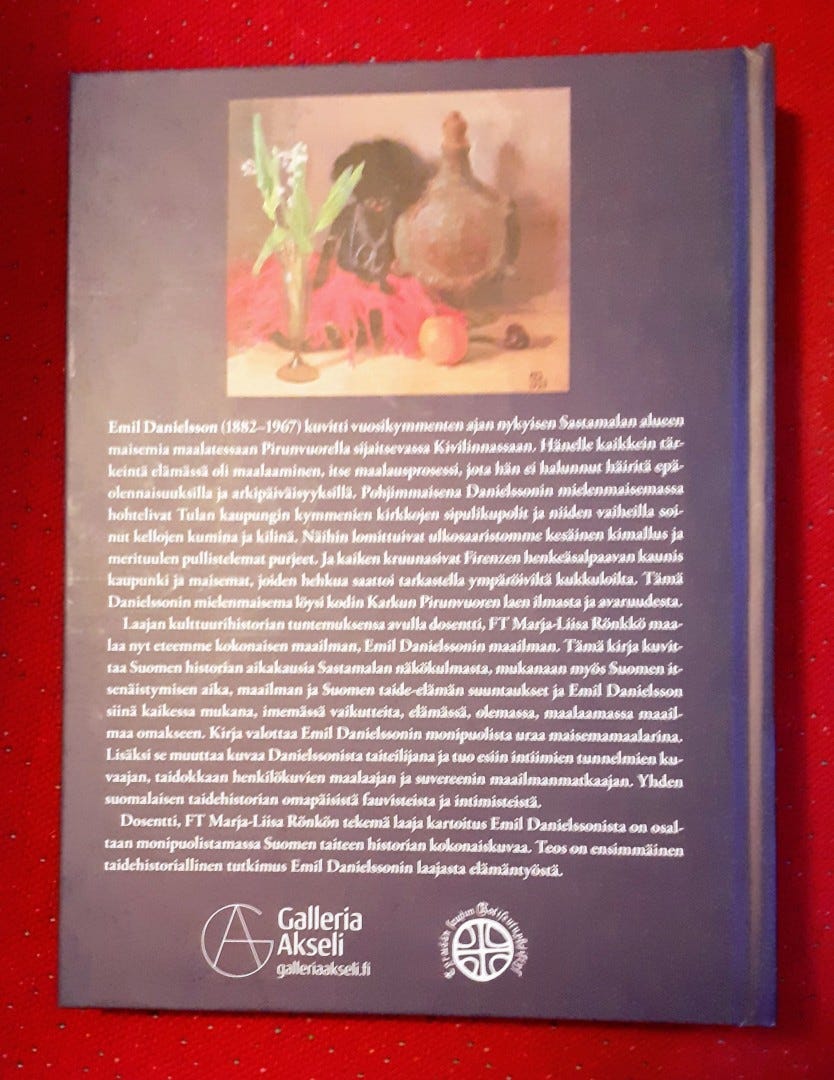 Emil Danielsson (1882–1967) kuvitti vuosikymmenten ajan nykyisen Sastamalan alueen
maisemia maalatessaan Pirunvuorella sijaitsevassa Kivilinnassaan. Hänelle kaikkein tär-
keintä elämässä oli maalaaminen, itse maalausprosessi, jota hän ei halunnut häiritä epä-
olennaisuuksilla ja arkipäiväisyyksillä. Pohjimmaisena Danielssonin mielenmaisemassa
hohtelivat Tulan kaupungin kymmenien kirkkojen sipulikupolit ja niiden vaiheilla soi-
nut kellojen kumina ja kilinä. Näihin lomittuivat ulkosaaristomme kesäinen kimallus ja
merituulen pullistelemat purjeet. Ja kaiken kruunasivat Firenzen henkeäsalpaavan kaunis
kaupunki ja maisemat, joiden hehkua saattoi tarkastella ympäröiviltä kukkuloilta. Tämä
Danielssonin mielenmaisema löysi kodin Karkun Pirunvuoren laen ilmasta ja avaruudesta.
Laajan kulttuurihistorian tuntemuksensa avulla dosentti, FT Marja-Liisa Rönkkö maa-
laa nyt eteemme kokonaisen maailman, Emil Danielssonin maailman. Tämä kirja kuvit-
taa Suomen historian aikakausia Sastamalan näkökulmasta, mukanaan myös Suomen it-
senäistymisen aika, maailman ja Suomen taide-elämän suuntaukset ja Emil Danielsson
siinä kaikessa mukana, imemässä vaikutteita, elämässä, olemassa, maalaamassa maail-
maa omakseen. Kirja valottaa Emil Danielssonin monipuolista uraa maisemamaalarina.
Lisäksi se muuttaa kuvaa Danielssonista taiteilijana ja tuo esiin intiimien tunnelmien ku-
vaajan, taidokkaan henkilökuvien maalaajan ja suvereenin maailmanmatkaajan. Yhden
suomalaisen taidehistorian omapäisistä fauvisteista ja intimisteistä.
Dosentti, FT Marja-Liisa Rönkön tekemä laaja kartoitus Emil Danielssonista on osal-
taan monipuolistamassa Suomen taiteen historian kokonaiskuvaa. Teos on ensimmäinen
taidehistoriallinen tutkimus Emil Danielssonin laajasta elämäntyöstä.
Galleria
Akseli
galleriaakseli.fi